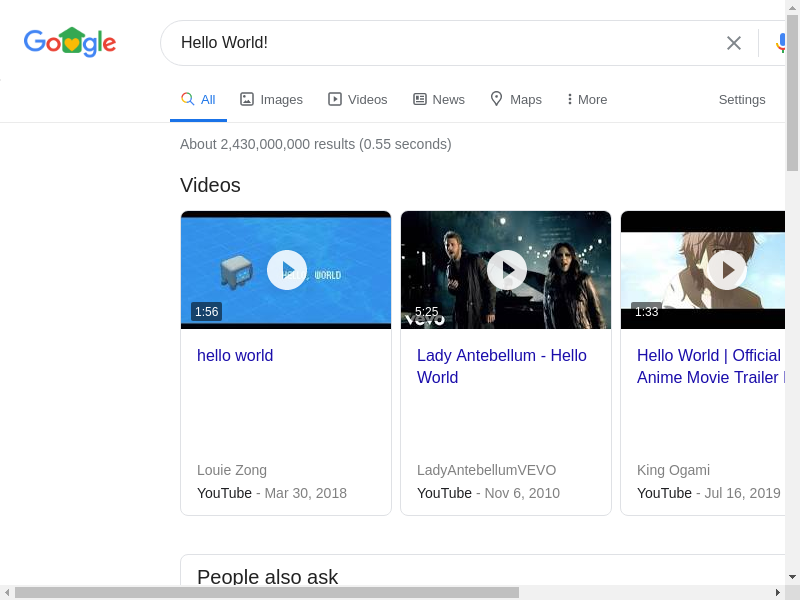 Google
Hello World!
All Images Videos News Maps More Settings
About 2,430,000,000 results (0.55 seconds)
Videos
HELLO, WORLD
1:56
vevo
5:25
1:33
hello world
Lady Antebellum - Hello
World
Hello World | Official
Anime Movie Trailer
Louie Zong
YouTube - Mar 30, 2018
LadyAntebellumVEVO
YouTube - Nov 6, 2010
King Ogami
YouTube - Jul 16, 2019
People also ask